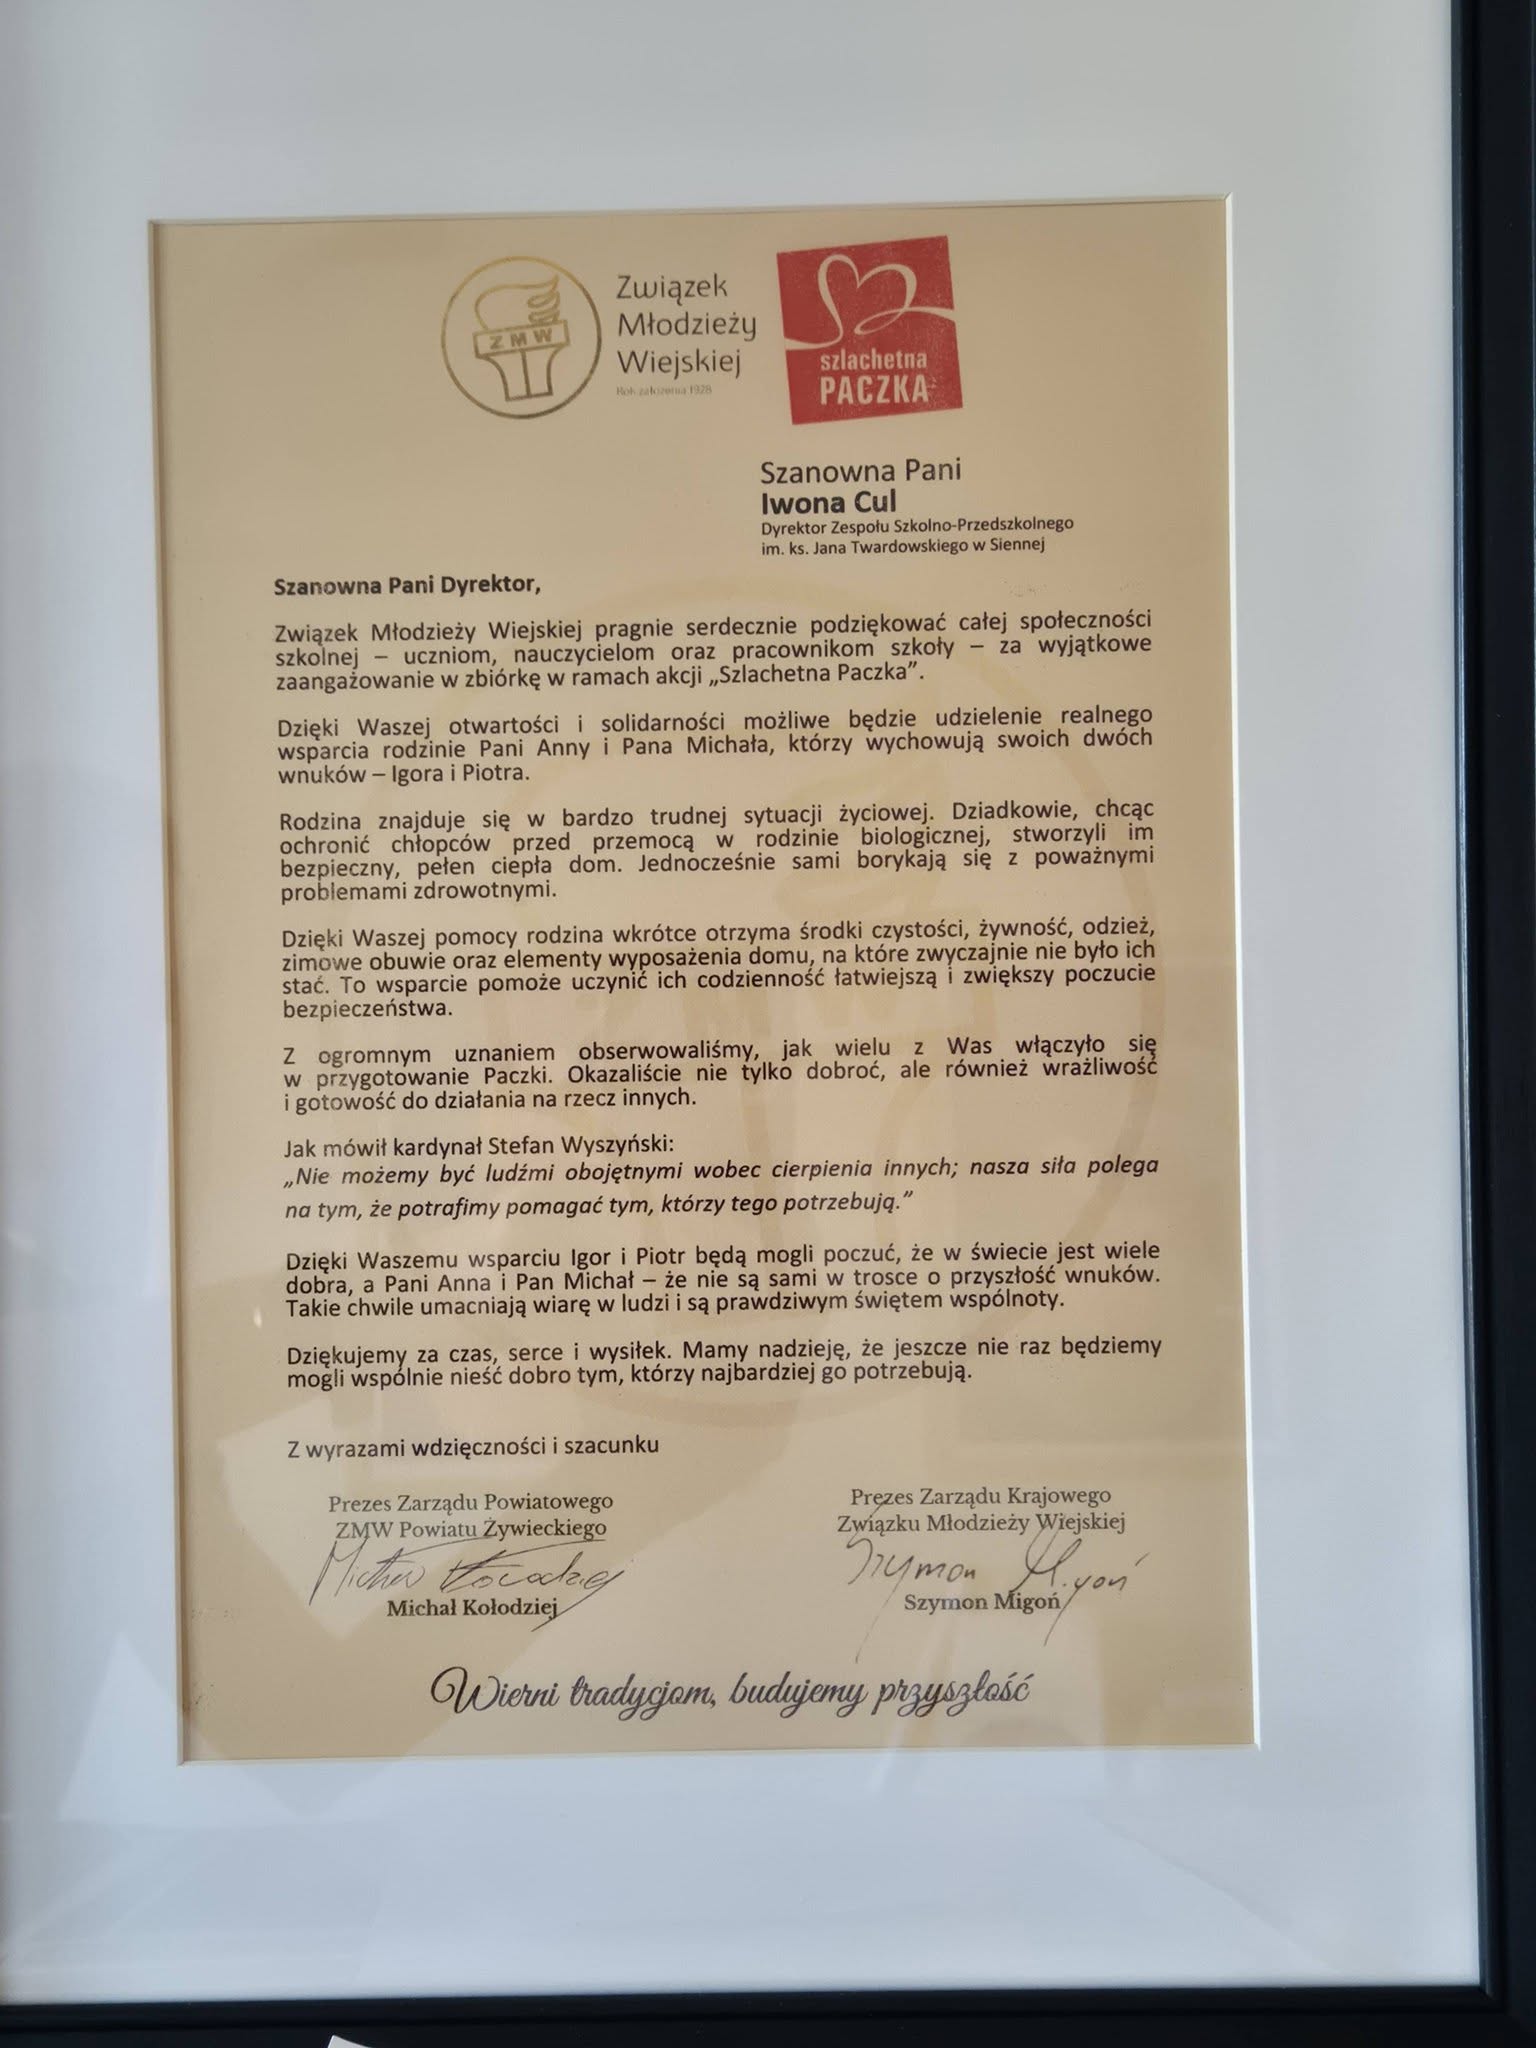 ZMW
Związek
Młodzieży
Wiejskiej
Rok założenia 1928
szlachetna
PACZKA
Szanowna Pani
Iwona Cul
Dyrektor Zespołu Szkolno-Przedszkolnego
im. ks. Jana Twardowskiego w Siennej
Szanowna Pani Dyrektor,
Związek Młodzieży Wiejskiej pragnie serdecznie podziękować całej społeczności
szkolnej – uczniom, nauczycielom oraz pracownikom szkoły – za wyjątkowe
zaangażowanie w zbiórkę w ramach akcji „Szlachetna Paczka”.
Dzięki Waszej otwartości i solidarności możliwe będzie udzielenie realnego
wsparcia rodzinie Pani Anny i Pana Michała, którzy wychowują swoich dwóch
wnuków – Igora i Piotra.
Rodzina znajduje się w bardzo trudnej sytuacji życiowej. Dziadkowie, chcąc
ochronić chłopców przed przemocą w rodzinie biologicznej, stworzyli im
bezpieczny, pełen ciepła dom. Jednocześnie sami borykają się z poważnymi
problemami zdrowotnymi.
Dzięki Waszej pomocy rodzina wkrótce otrzyma środki czystości, żywność, odzież,
zimowe obuwie oraz elementy wyposażenia domu, na które zwyczajnie nie było ich
stać. To wsparcie pomoże uczynić ich codzienność łatwiejszą i zwiększy poczucie
bezpieczeństwa.
Z ogromnym uznaniem obserwowaliśmy, jak wielu z Was włączyło się
w przygotowanie Paczki. Okazaliście nie tylko dobroć, ale również wrażliwość
i gotowość do działania na rzecz innych.
Jak mówił kardynał Stefan Wyszyński:
„Nie możemy być ludźmi obojętnymi wobec cierpienia innych; nasza siła polega
na tym, że potrafimy pomagać tym, którzy tego potrzebują.”
Dzięki Waszemu wsparciu Igor i Piotr będą mogli poczuć, że w świecie jest wiele
dobra, a Pani Anna i Pan Michał – że nie są sami w trosce o przyszłość wnuków.
Takie chwile umacniają wiarę w ludzi i są prawdziwym świętem wspólnoty.
Dziękujemy za czas, serce i wysiłek. Mamy nadzieję, że jeszcze nie raz będziemy
mogli wspólnie nieść dobro tym, którzy najbardziej go potrzebują.
Z wyrazami wdzięczności i szacunku
Prezes Zarządu Powiatowego
ZMW Powiatu Żywieckiego
Michał Kołodziej
Michał Kołodziej
Prezes Zarządu Krajowego
Związku Młodzieży Wiejskiej
Szymon Migoń
Szymon Migoń
Wierni tradycjom, budujemy przyszłość